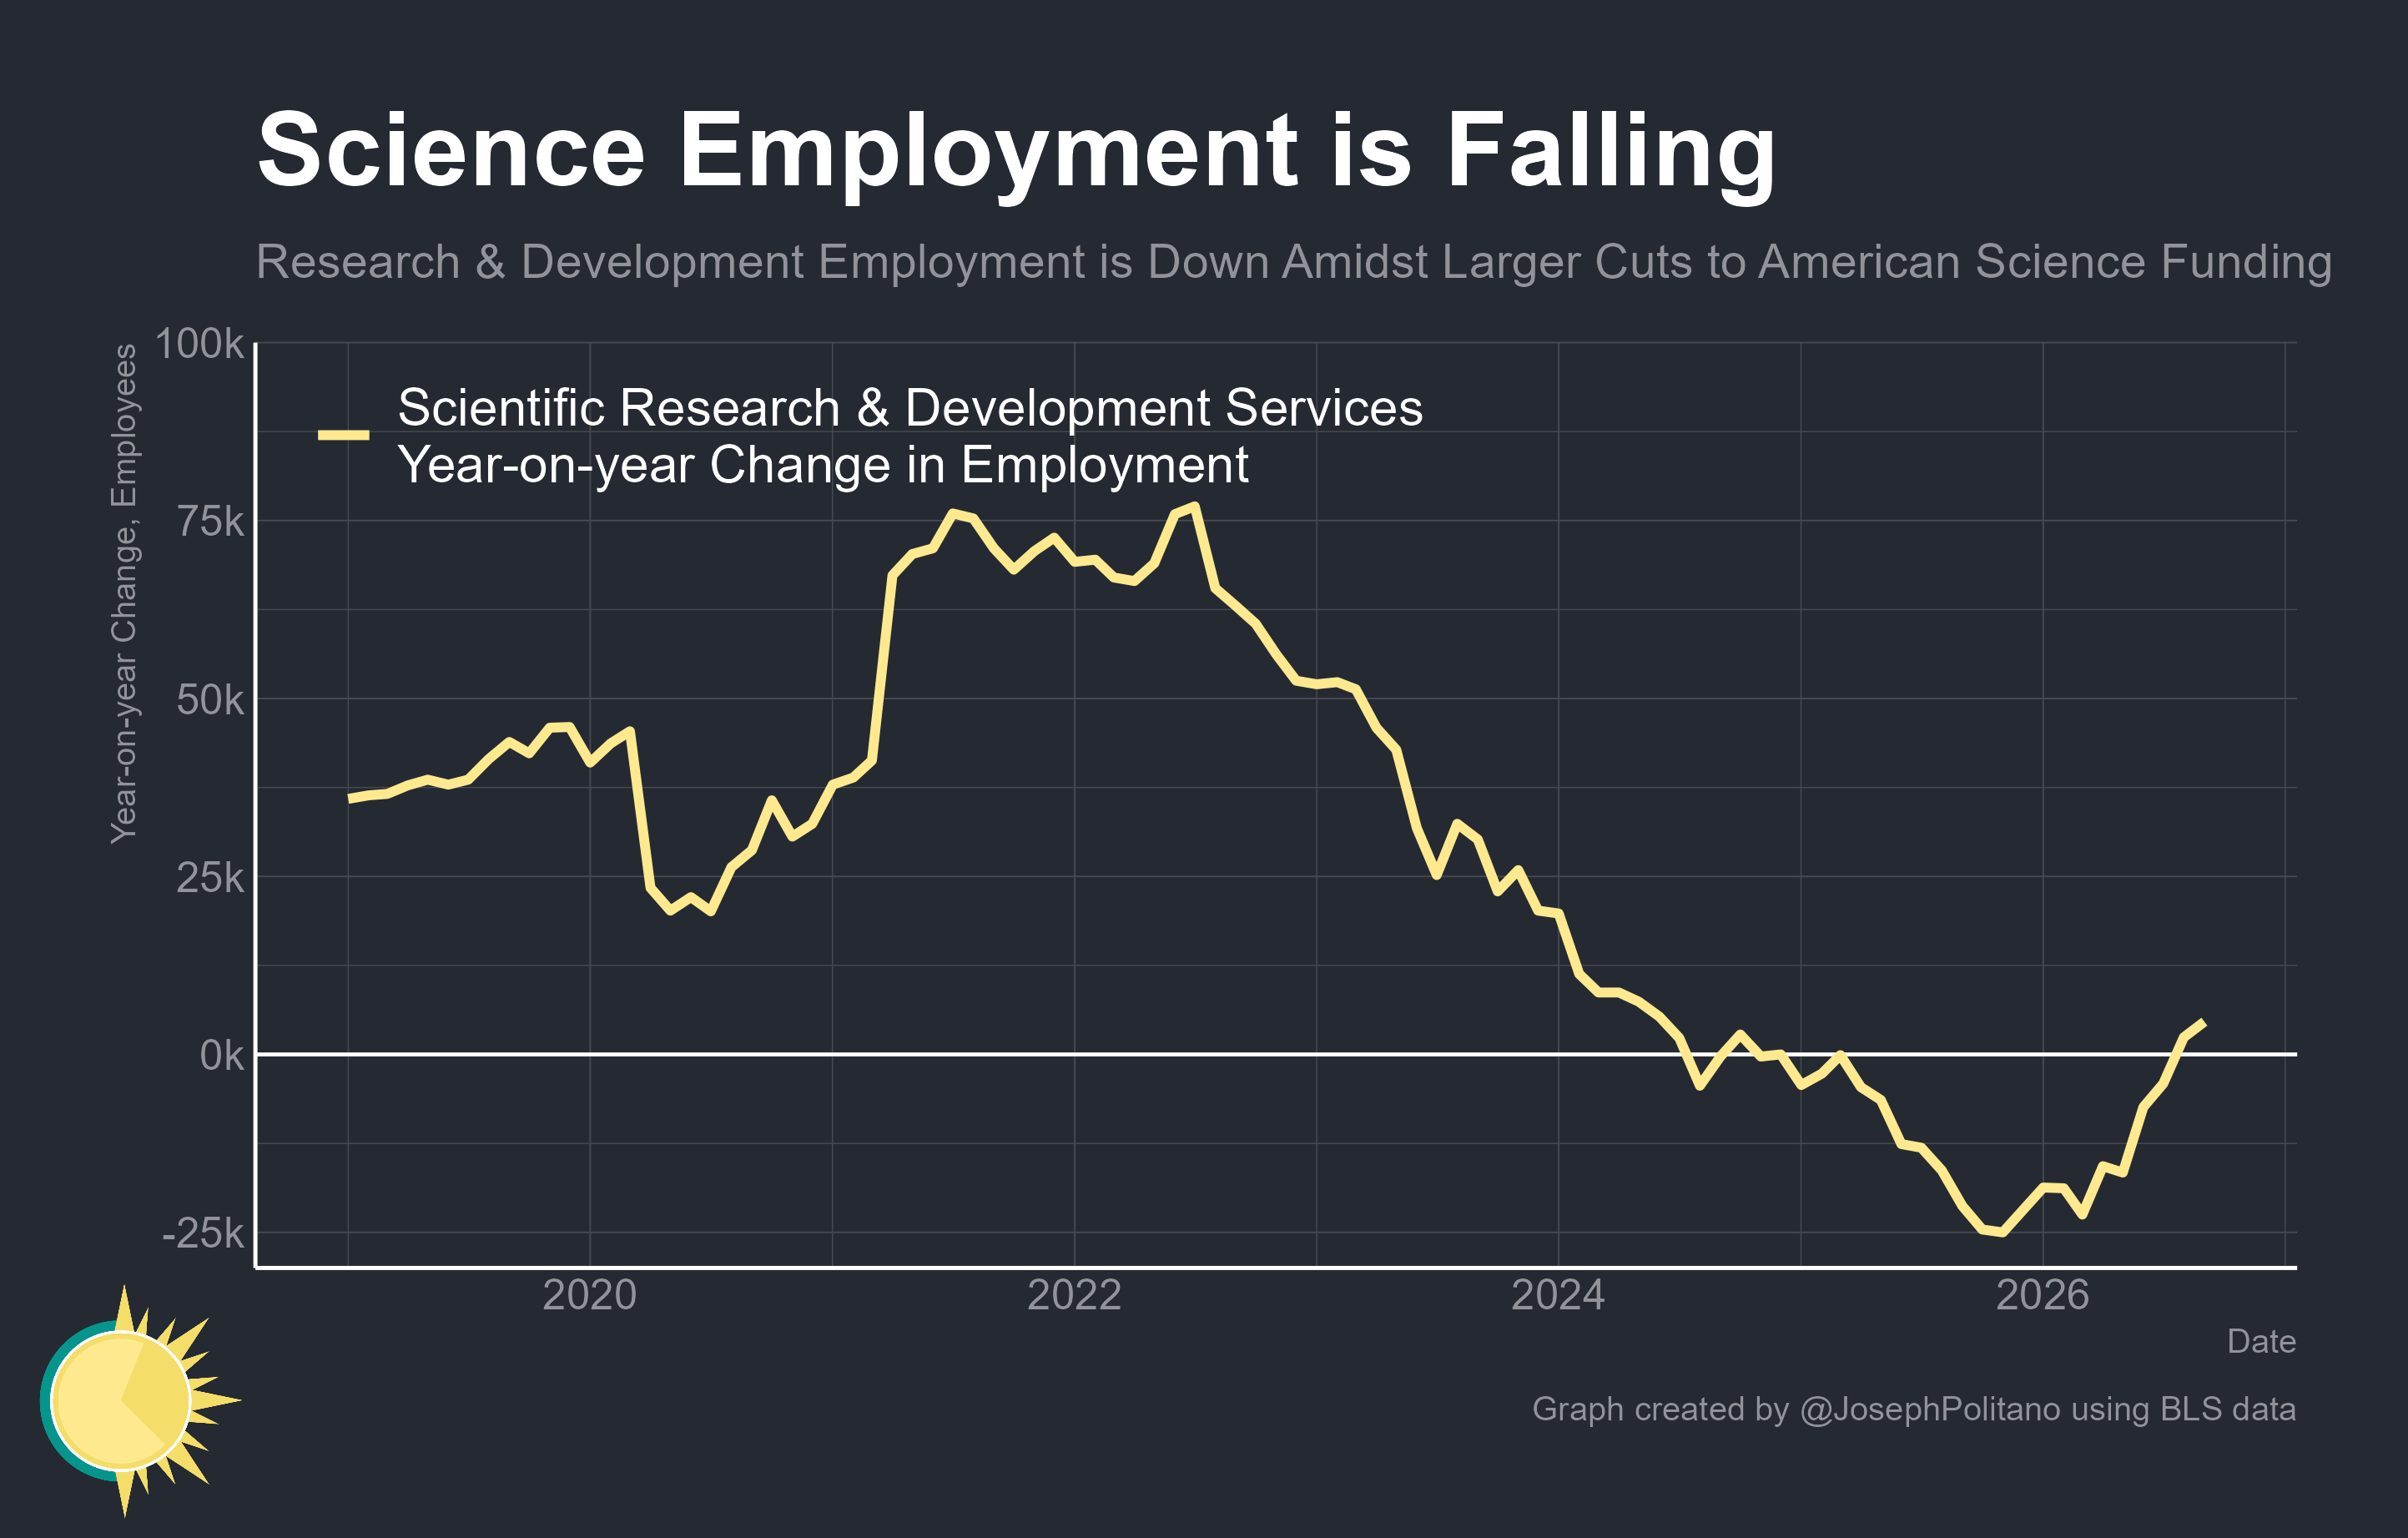 Science Employment is Falling
Research & Development Employment is Down Amidst Larger Cuts to American Science Funding
Year-on-year Change, Employees
100k
75k
50k
25k
0k
-25k
Scientific Research & Development Services
Year-on-year Change in Employment
2020
2022
2024
2026
Date
Graph created by @JosephPolitano using BLS data